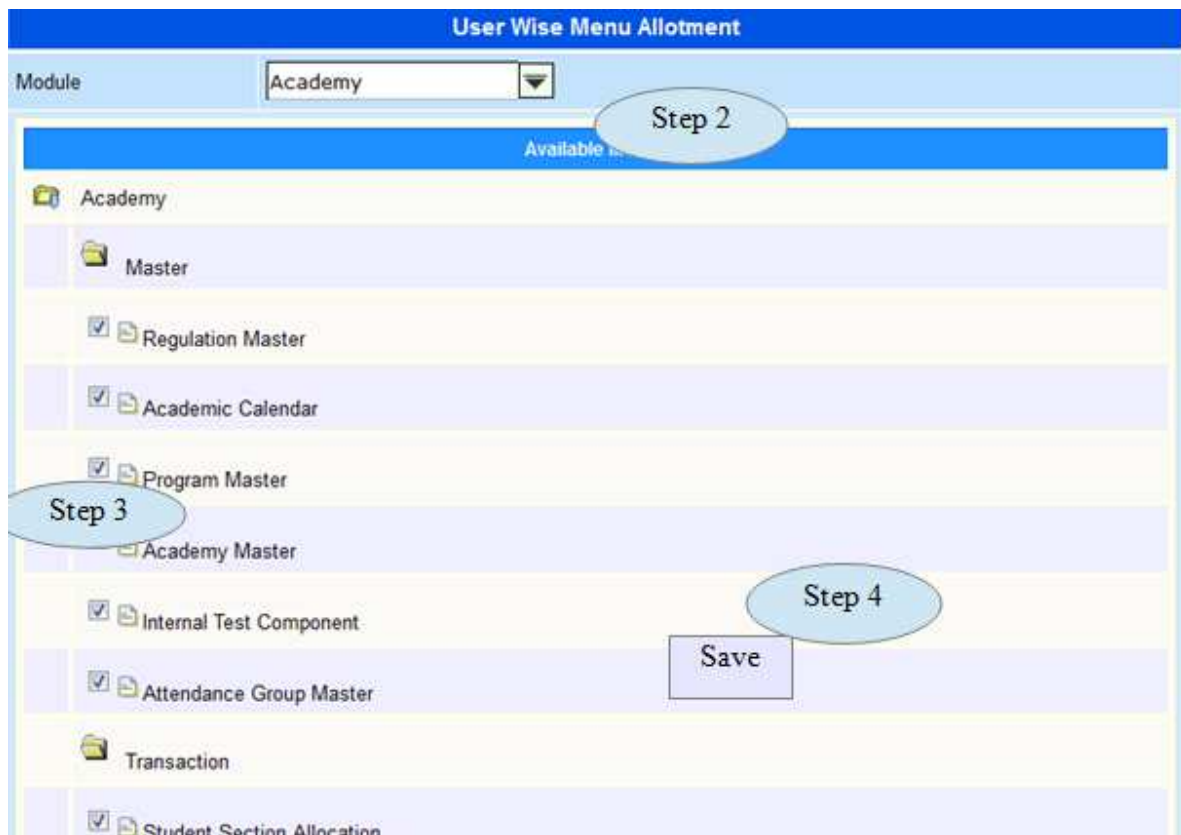 User Wise Menu Allotment
Module Academy
Step 2
Available
Academy
Master
Regulation Master
Academic Calendar
Program Master
Step 3
Academy Master
Step 4
Internal Test Component
Save
Attendance Group Master
Transaction
Student Section Allocation